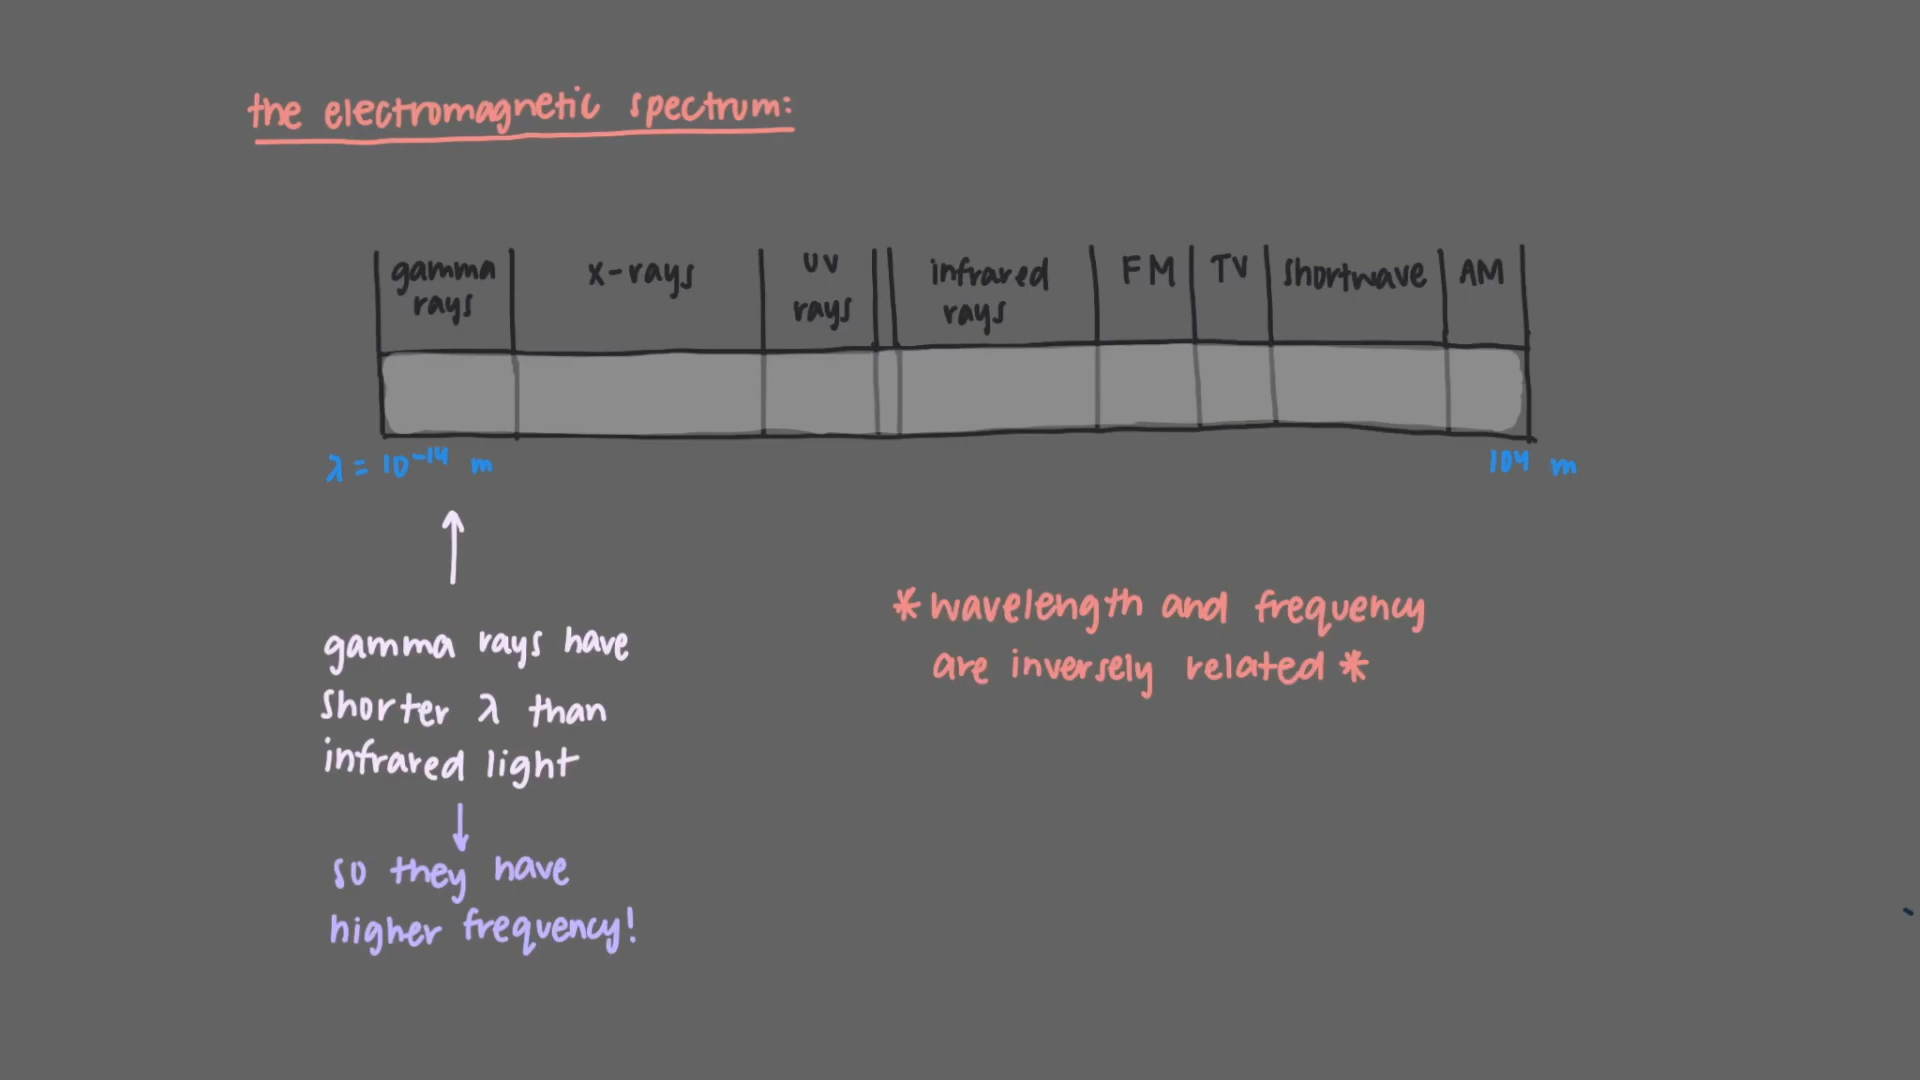 the electromagnetic spectrum:
gamma rays
x-rays
UV rays
infrared rays
FM
TV
shortwave
AM
λ = 10⁻¹⁴ m
104 m
gamma rays have
shorter λ than
infrared light
so they have
higher frequency!
* wavelength and frequency
are inversely related *